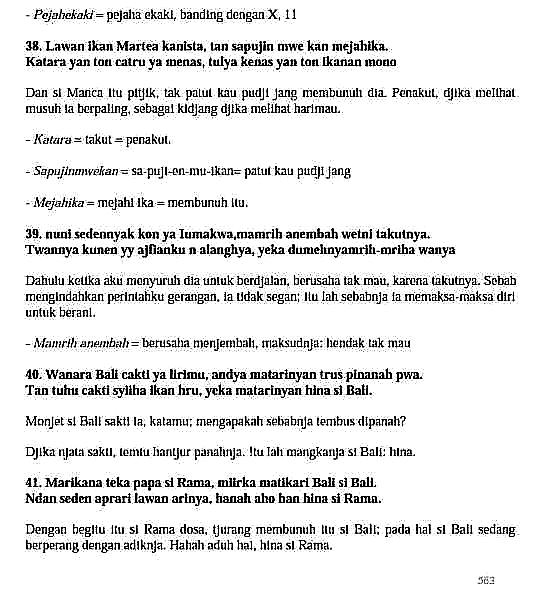 - Pejahekaki = pejaha ekaki, banding dengan X, 11
38. Lawan ikan Martea kanista, tan sapujin mwe kan mejahika.
Katara yan ton catru ya menas, tulya kenas yan ton ikanan mono
Dan si Marica itu pitjik, tak patut kau pudji jang membunuh dia. Penakut, djika melihat
musuh ia berpaling, sebagai kidjang djika melihat harimau.
- Katara = takut = penakut.
- Sapujinmwekan = sa-puji-en-mu-ikan= patut kau pudji jang
- Mejahika = mejahi ika = membunuh itu.
39. nuni sedennyak kon ya lumakwa,mamrih anembah wetni takutnya.
Twannya kunen yy ajflanku n alanghya, yeka dumehnyamrih-mriha wanya
Dahulu ketika aku menyuruh dia untuk berdjalan, berusaha tak mau, karena takutnya. Sebab
mengindahkan perintahku gerangan, ia tidak segan; itu lah sebabnja ia memaksa-maksa diri
untuk berani.
- Mamrih anembah = berusaha menjembah, maksudnja: hendak tak mau
40. Wanara Bali cakti ya lirimu, andya matarinyan trus pinanah pwa.
Tan tuhu cakti syliha ikan hru, yeka matarinyan hina si Bali.
Monjet si Bali sakti ia, katamu; mengapakah sebabnja tembus dipanah?
Djika njata sakti, temtu hantjur panahnja. Itu lah mangkanja si Bali: hina.
41. Marikana teka papa si Rama, miirka matikari Bali si Bali.
Ndan seden aprari lawan arinya, hanah aho han hina si Rama.
Dengan begitu itu si Rama dosa, tjurang membunuh itu si Bali; pada hal si Bali sedang
berperang dengan adiknja. Hahah aduh hai, hina si Rama.
563